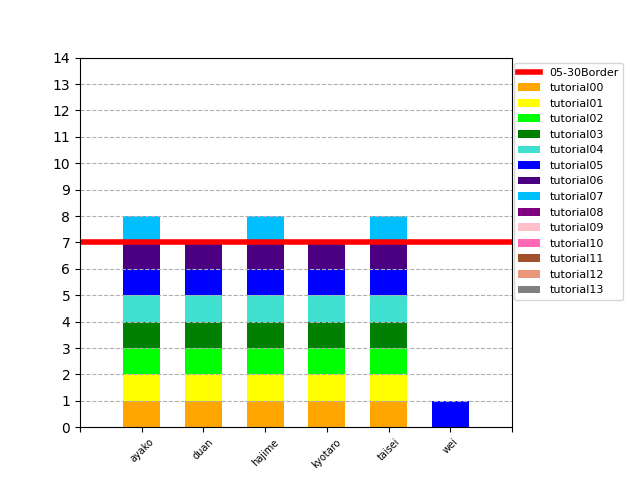 14
13
12
11
10
9
8
7
6
5
4
3
2
1
0
ayako
duan
hajime
kyotaro
taisei
wei
05-30Border
tutorial00
tutorial01
tutorial02
tutorial03
tutorial04
tutorial05
tutorial06
tutorial07
tutorial08
tutorial09
tutorial10
tutorial11
tutorial12
tutorial13